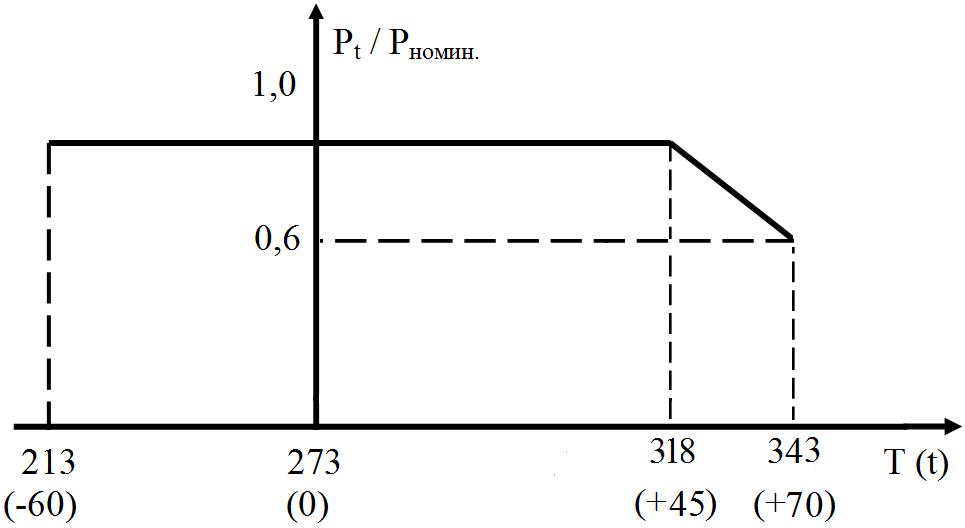 Pt / Pномин.
1,0
0,6
213 273 318 343 T (t)
(-60) (0) (+45) (+70)